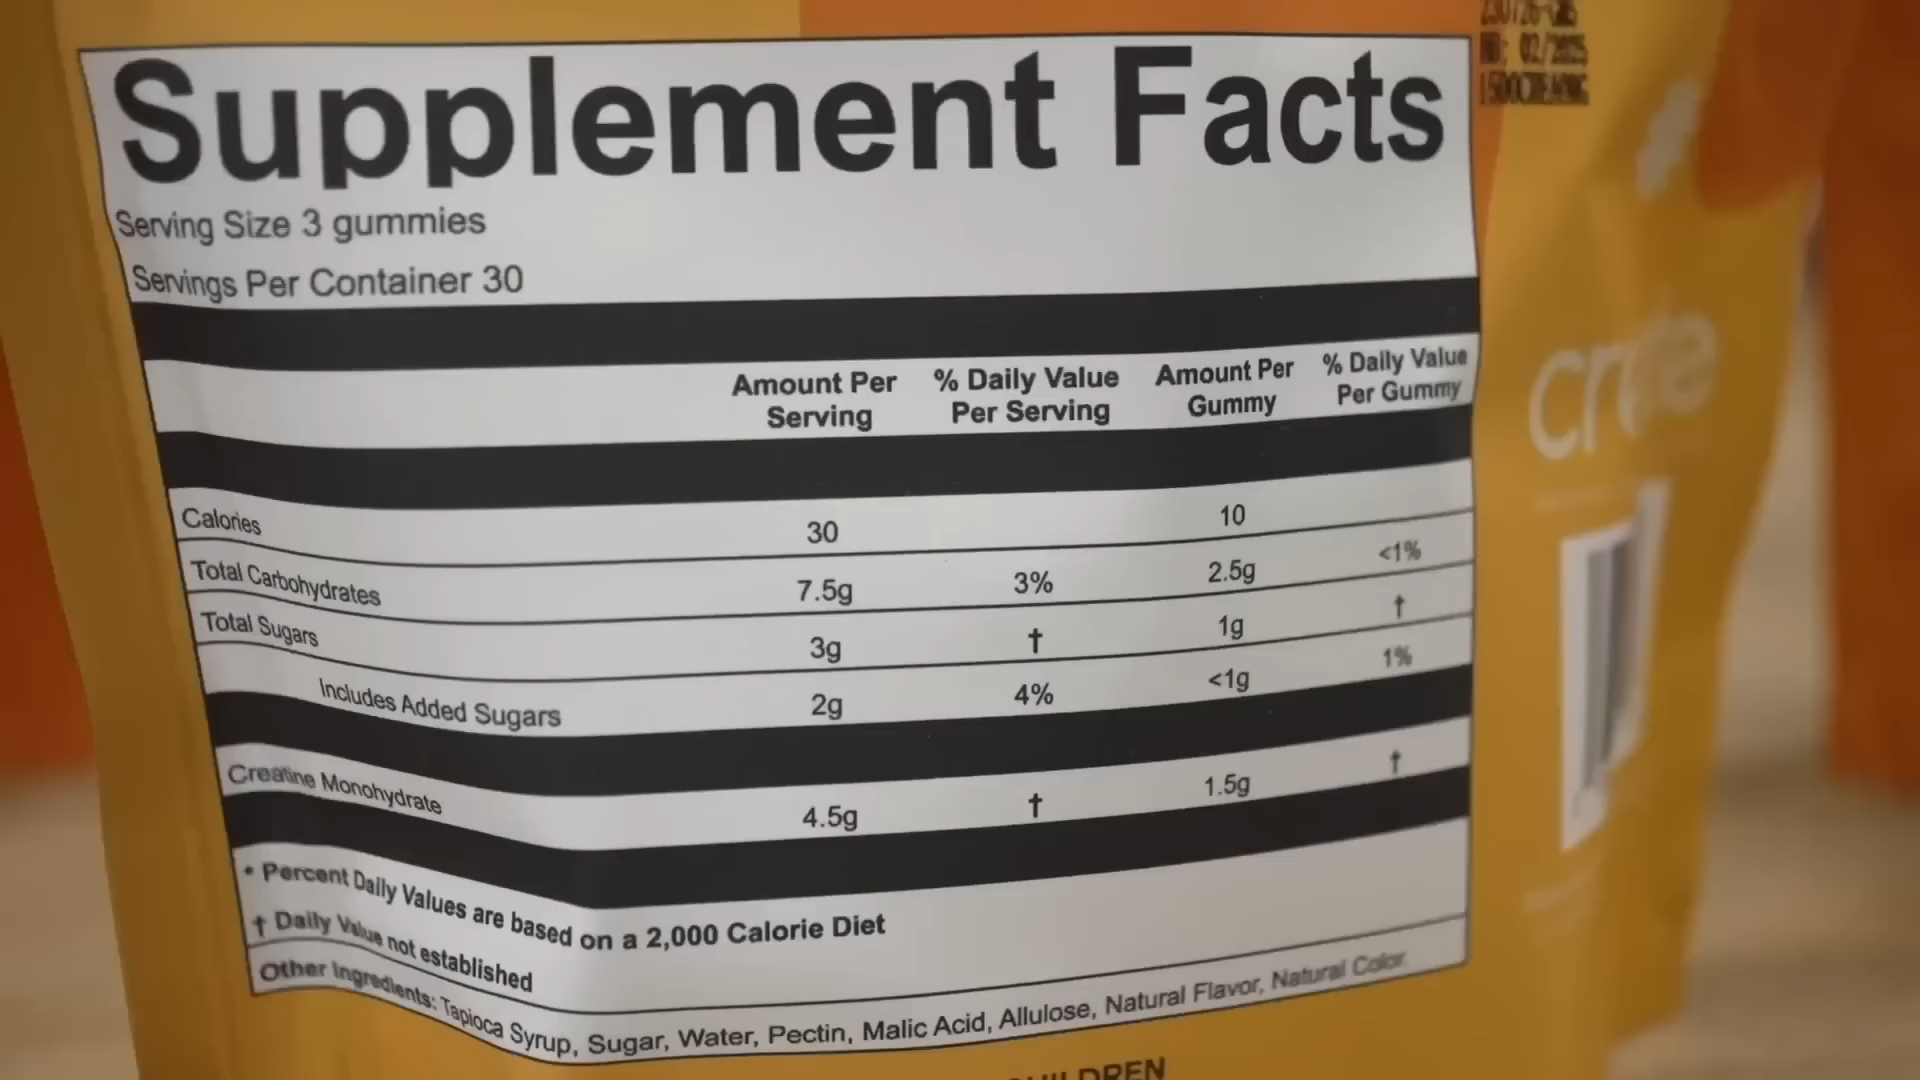 Supplement Facts
Serving Size 3 gummies
Servings Per Container 30
Amount Per Serving % Daily Value Per Serving Amount Per Gummy % Daily Value Per Gummy
Calories 30 10
Total Carbohydrates 7.5g 3% 2.5g <1%
Total Sugars 3g † 1g †
Includes Added Sugars 2g 4% <1g 1%
Creatine Monohydrate 4.5g † 1.5g †
* Percent Daily Values are based on a 2,000 Calorie Diet
† Daily Value not established
Other Ingredients: Tapioca Syrup, Sugar, Water, Pectin, Malic Acid, Allulose, Natural Flavor, Natural Color.
02/2025
create